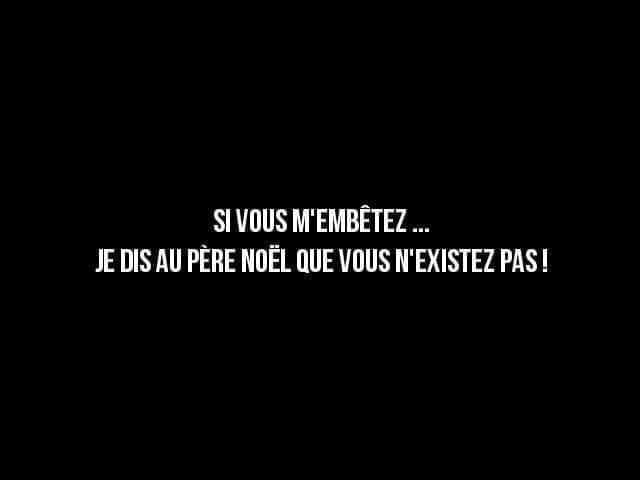 SI VOUS M'EMBÊTEZ ...
JE DIS AU PÈRE NOËL QUE VOUS N'EXISTEZ PAS !